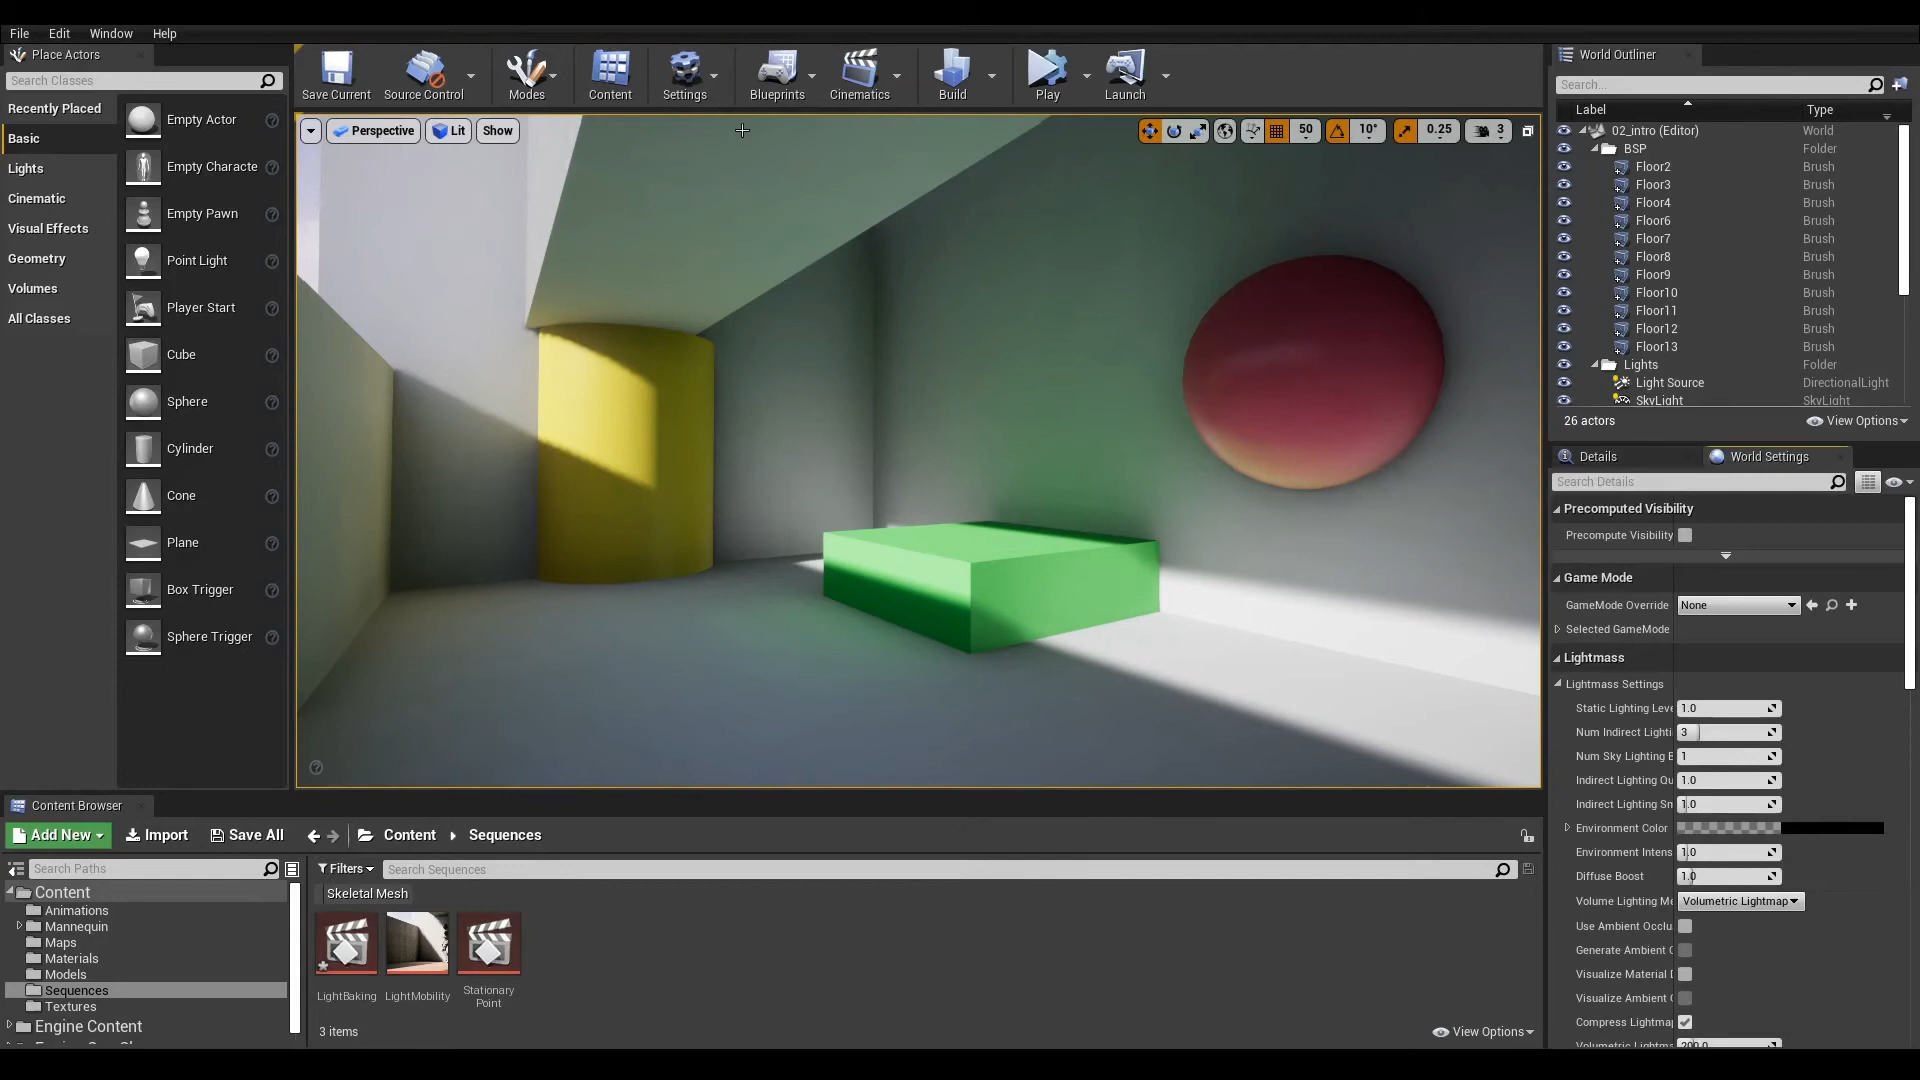 File Edit Window Help
Place Actors
Search Classes
Recently Placed
Basic
Lights
Cinematic
Visual Effects
Geometry
Volumes
All Classes
Empty Actor
Empty Characte
Empty Pawn
Point Light
Player Start
Cube
Sphere
Cylinder
Cone
Plane
Box Trigger
Sphere Trigger
Save Current Source Control Modes Content Settings Blueprints Cinematics Build Play Launch
Perspective Lit Show
50 10° 0.25 3
World Outliner
Search...
Label Type
02_intro (Editor) World
BSP Folder
Floor2 Brush
Floor3 Brush
Floor4 Brush
Floor6 Brush
Floor7 Brush
Floor8 Brush
Floor9 Brush
Floor10 Brush
Floor11 Brush
Floor12 Brush
Floor13 Brush
Lights Folder
Light Source DirectionalLight
SkyLight SkyLight
26 actors View Options
Details World Settings
Search Details
Precomputed Visibility
Precompute Visibility
Game Mode
GameMode Override None
Selected GameMode
Lightmass
Lightmass Settings
Static Lighting Leve 1.0
Num Indirect Lighti 3
Num Sky Lighting B 1
Indirect Lighting Qu 1.0
Indirect Lighting Sm 1.0
Environment Color
Environment Intens 1.0
Diffuse Boost 1.0
Volume Lighting Me Volumetric Lightmap
Use Ambient Occlu
Generate Ambient O
Visualize Material D
Visualize Ambient O
Compress Lightmap
Volumetric Lightma 200.0
Content Browser
Add New Import Save All Content Sequences
Search Paths
Content
Animations
Mannequin
Maps
Materials
Models
Sequences
Textures
Engine Content
Filters Search Sequences
Skeletal Mesh
LightBaking LightMobility Stationary
Point
3 items View Options